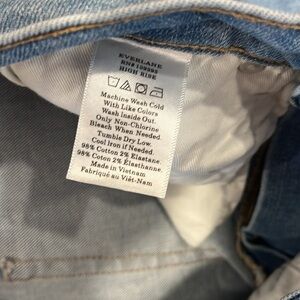 EVERLANE
RN# 139395
HIGH RISE
Machine Wash Cold
With Like Colors
Wash Inside Out.
Only Non-Chlorine
Bleach When Needed.
Tumble Dry Low.
Cool Iron if Needed.
98% Cotton 2% Elastane.
98% Coton 2% Élasthanne.
Made in Vietnam
Fabriqué au Viêt-Nam